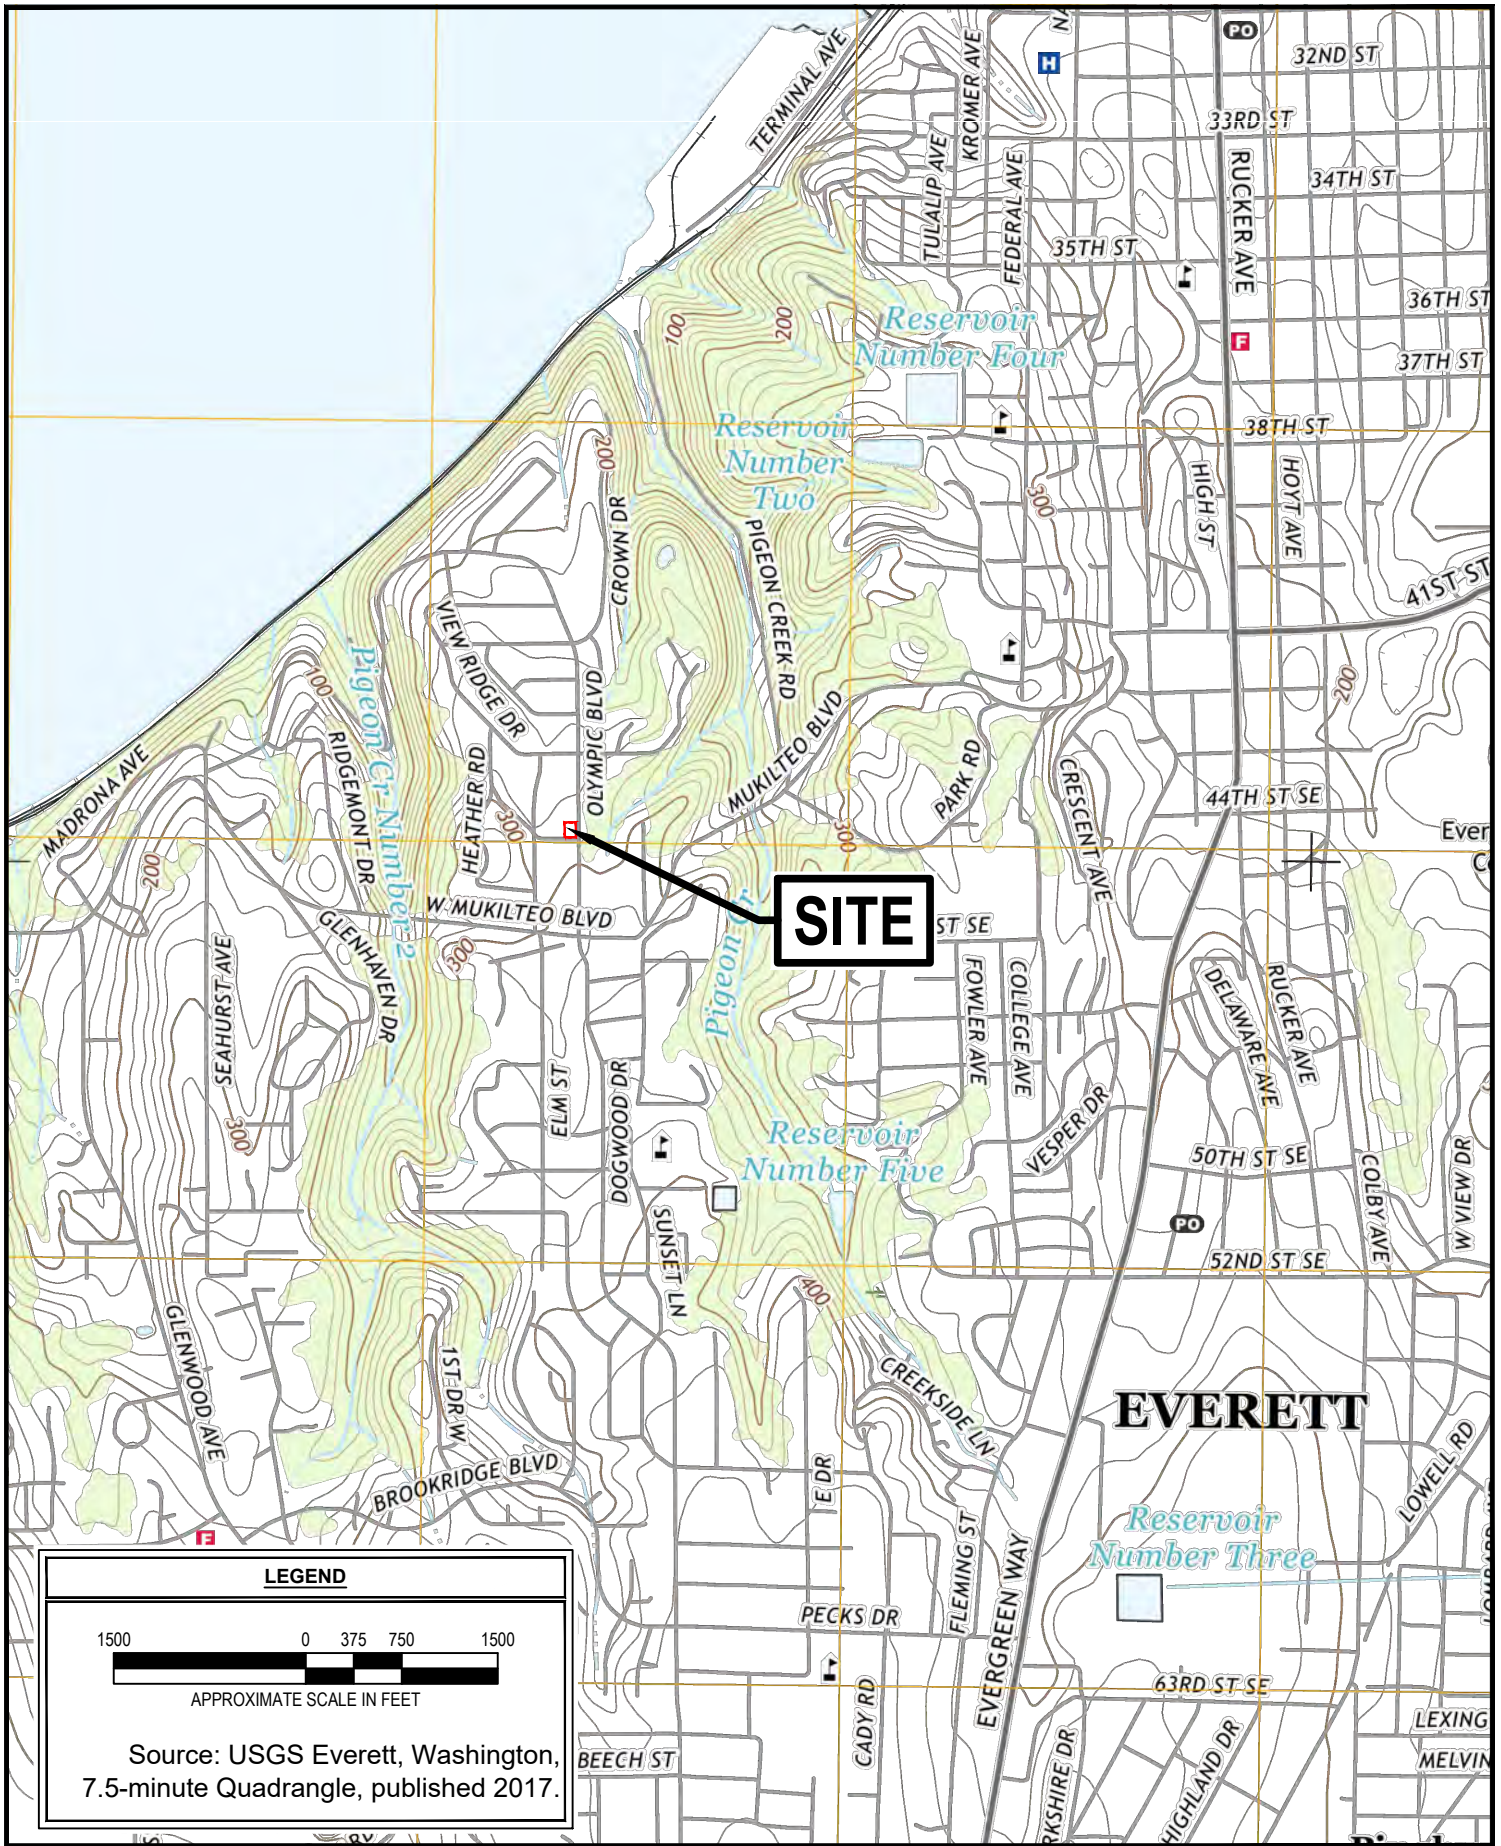 PO
32ND ST
TERMINAL AVE
KROMER AVE
H
NA
33RD ST
TULALIP AVE
FEDERAL AVE
RUCKER AVE
34TH ST
35TH ST
36TH ST
Reservoir
Number Four
F
37TH ST
100
200
Reservoir
Number
Two
38TH ST
200
300
HIGH ST
HOYT AVE
CROWN DR
PIGEON CREEK RD
41ST ST
VIEW RIDGE DR
Pigeon Cr Number 2
100
OLYMPIC BLVD
MUKILTEO BLVD
200
MADRONA AVE
RIDGEMONT DR
HEATHER RD
300
PARK RD
CRESCENT AVE
44TH ST SE
200
300
Ever
C
GLENHAVEN DR
W MUKILTEO BLVD
SITE
ST SE
Pigeon Cr
300
SEAHURST AVE
FOWLER AVE
COLLEGE AVE
DELAWARE AVE
RUCKER AVE
300
ELM ST
DOGWOOD DR
VESPER DR
Reservoir
Number Five
50TH ST SE
COLBY AVE
W VIEW DR
SUNSET LN
PO
52ND ST SE
400
GLENWOOD AVE
1ST DR W
CREEKSIDE LN
EVERETT
BROOKRIDGE BLVD
E DR
LOWELL RD
F
FLEMING ST
EVERGREEN WAY
Reservoir
Number Three
LOMBARD AVE
LEGEND
1500 0 375 750 1500
APPROXIMATE SCALE IN FEET
PECKS DR
CADY RD
63RD ST SE
LEXING
Source: USGS Everett, Washington,
7.5-minute Quadrangle, published 2017.
BEECH ST
RKSHIRE DR
HIGHLAND DR
MELVIN